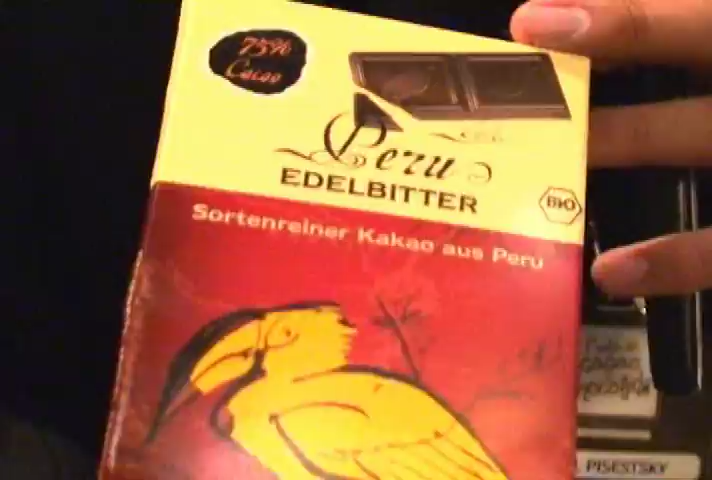 75%
Cacao
Peru
EDELBITTER
BIO
Sortenreiner Kakao aus Peru
PISESTSKY